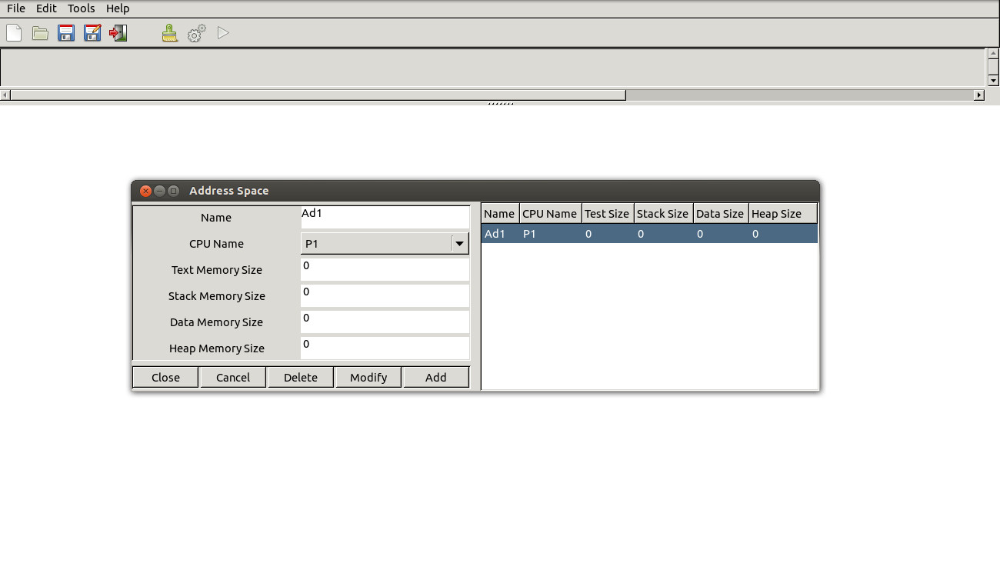 File Edit Tools Help
Address Space
Name Ad1
CPU Name P1
Text Memory Size 0
Stack Memory Size 0
Data Memory Size 0
Heap Memory Size 0
Close Cancel Delete Modify Add
Name CPU Name Test Size Stack Size Data Size Heap Size
Ad1 P1 0 0 0 0